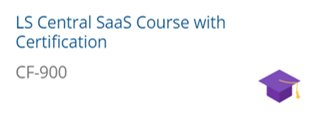 LS Central SaaS Course with
Certification
CF-900